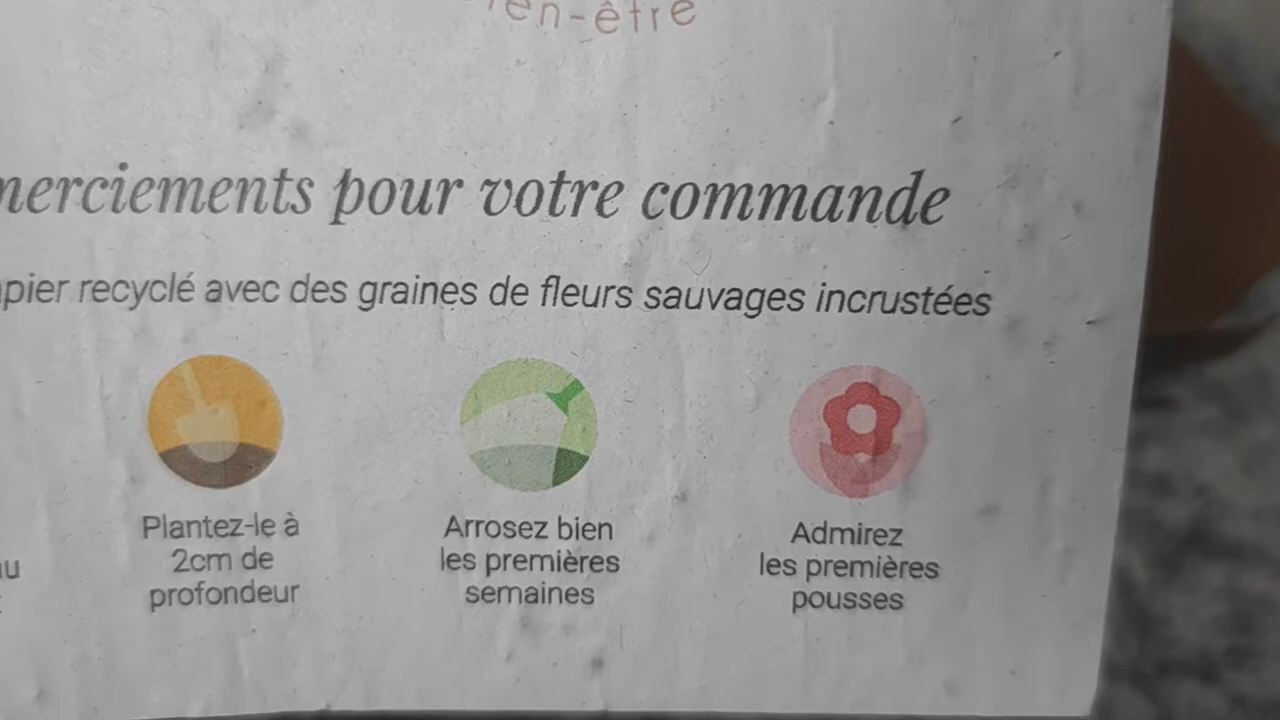 en-être
merciements pour votre commande
pier recyclé avec des graines de fleurs sauvages incrustées
Plantez-le à
2cm de
profondeur
Arrosez bien
les premières
semaines
Admirez
les premières
pousses